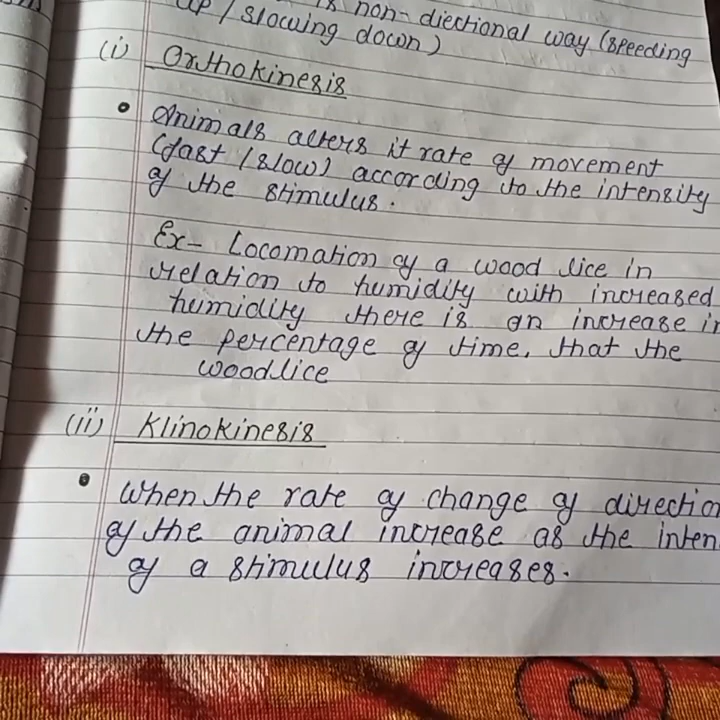 up / slowing down) is non-diectional way (speeding
(i) Orthokinesis
• Animals alters it rate of movement
(fast / slow) according to the intensity
of the stimulus.
Ex- Locomation of a wood lice in
relation to humidity with increased
humidity there is an increase in
the percentage of time, that the
woodlice
(ii) Klinokinesis
• When the rate of change of directio
of the animal increase as the inten
of a stimulus increases.